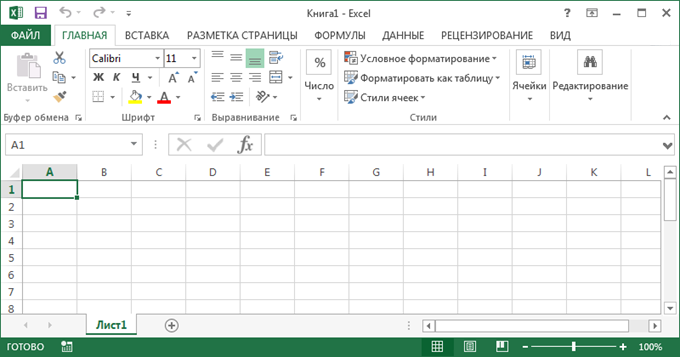 Книга1 - Excel
ФАЙЛ ГЛАВНАЯ ВСТАВКА РАЗМЕТКА СТРАНИЦЫ ФОРМУЛЫ ДАННЫЕ РЕЦЕНЗИРОВАНИЕ ВИД
Вставить
Буфер обмена
Calibri 11
Ж К Ч А А
А
Шрифт
Выравнивание
%
Число
Условное форматирование
Форматировать как таблицу
Стили ячеек
Стили
Ячейки
Редактирование
A1 fx
A B C D E F G H I J K L
1
2
3
4
5
6
7
8
Лист1
ГОТОВО 100%